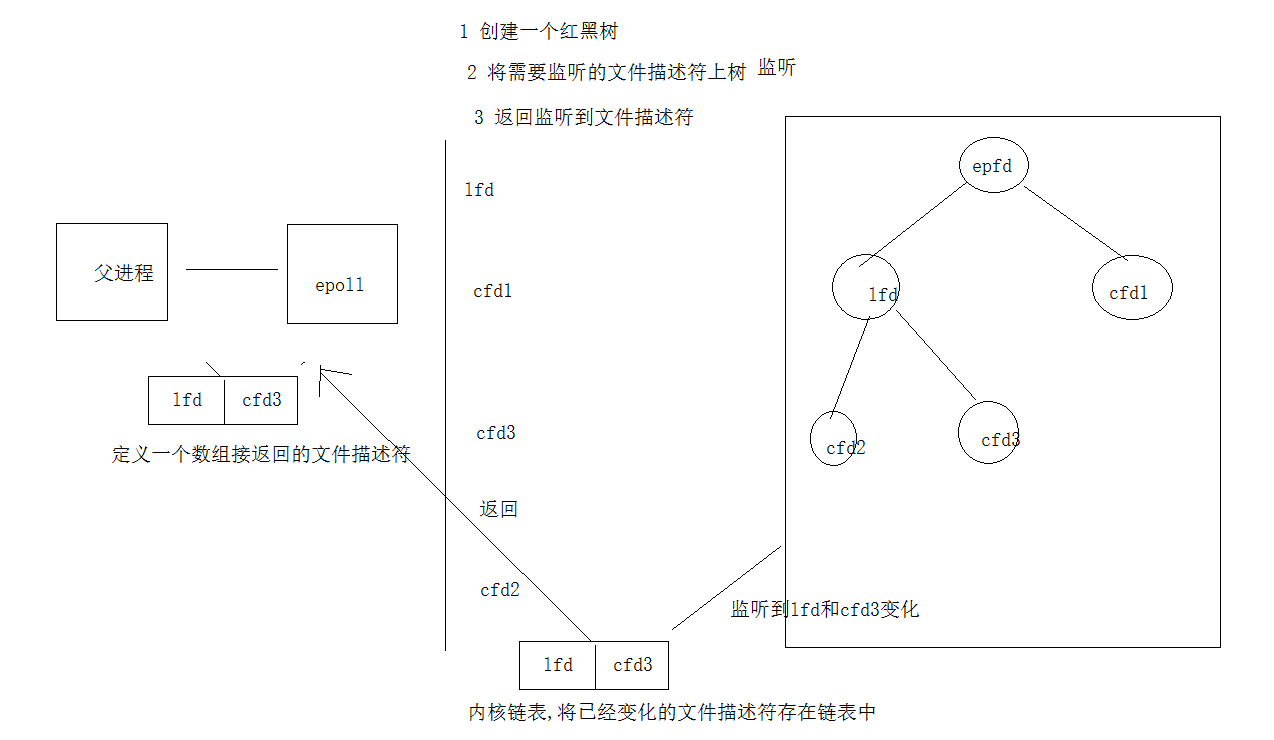 1 创建一个红黑树
2 将需要监听的文件描述符上树 监听
3 返回监听到文件描述符
lfd
cfd1
cfd3
返回
cfd2
父进程
epoll
lfd cfd3
定义一个数组接返回的文件描述符
epfd
lfd
cfd1
cfd2
cfd3
监听到lfd和cfd3变化
lfd cfd3
内核链表,将已经变化的文件描述符存在链表中